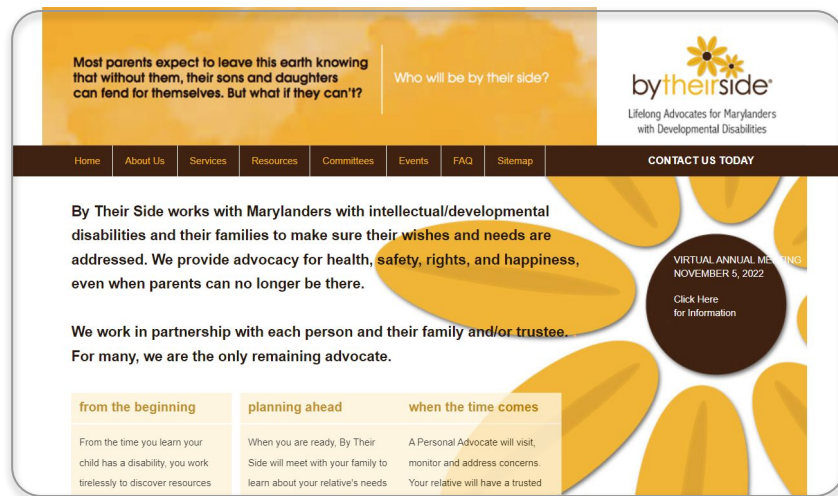 Most parents expect to leave this earth knowing
that without them, their sons and daughters
can fend for themselves. But what if they can't?
Who will be by their side?
bytheirside®
Lifelong Advocates for Marylanders
with Developmental Disabilities
Home About Us Services Resources Committees Events FAQ Sitemap
CONTACT US TODAY
By Their Side works with Marylanders with intellectual/developmental
disabilities and their families to make sure their wishes and needs are
addressed. We provide advocacy for health, safety, rights, and happiness,
even when parents can no longer be there.
We work in partnership with each person and their family and/or trustee.
For many, we are the only remaining advocate.
VIRTUAL ANNUAL MEETING
NOVEMBER 5, 2022
Click Here
for Information
from the beginning
From the time you learn your
child has a disability, you work
tirelessly to discover resources
planning ahead
When you are ready, By Their
Side will meet with your family to
learn about your relative's needs
when the time comes
A Personal Advocate will visit,
monitor and address concerns.
Your relative will have a trusted